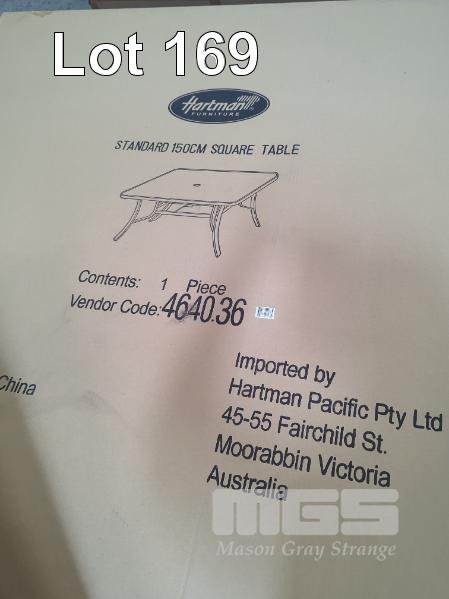 Lot 169
Hartman
FURNITURE
STANDARD 150CM SQUARE TABLE
Contents: 1 Piece
Vendor Code: 4640.36
China
Imported by
Hartman Pacific Pty Ltd
45-55 Fairchild St.
Moorabbin Victoria
Australia
MGS
Mason Gray Strange